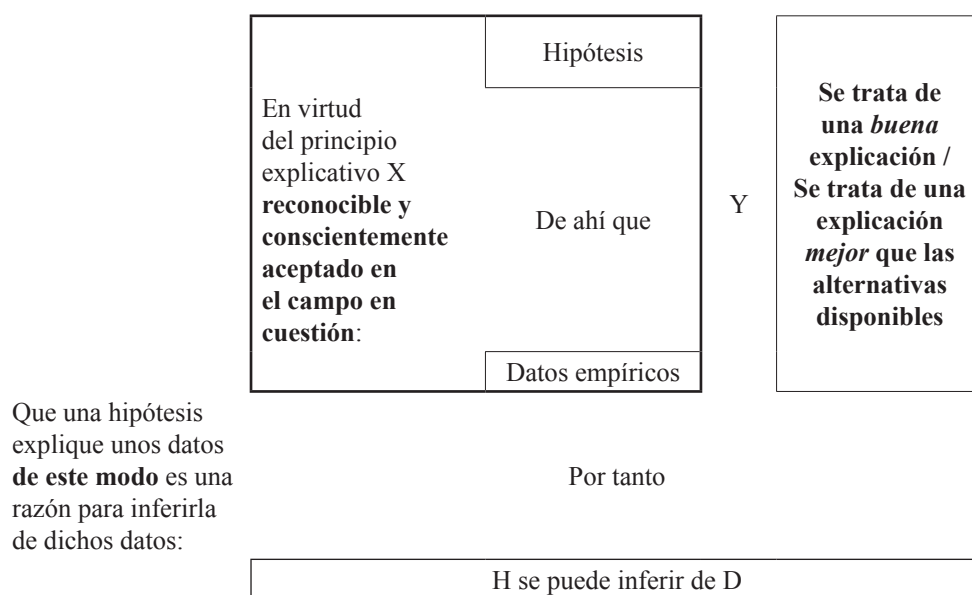 Hipótesis
En virtud
del principio
explicativo X
reconocible y
conscientemente
aceptado en
el campo en
cuestión:
De ahí que
Datos empíricos
Y
Se trata de
una buena
explicación /
Se trata de una
explicación
mejor que las
alternativas
disponibles
Que una hipótesis
explique unos datos
de este modo es una
razón para inferirla
de dichos datos:
Por tanto
H se puede inferir de D